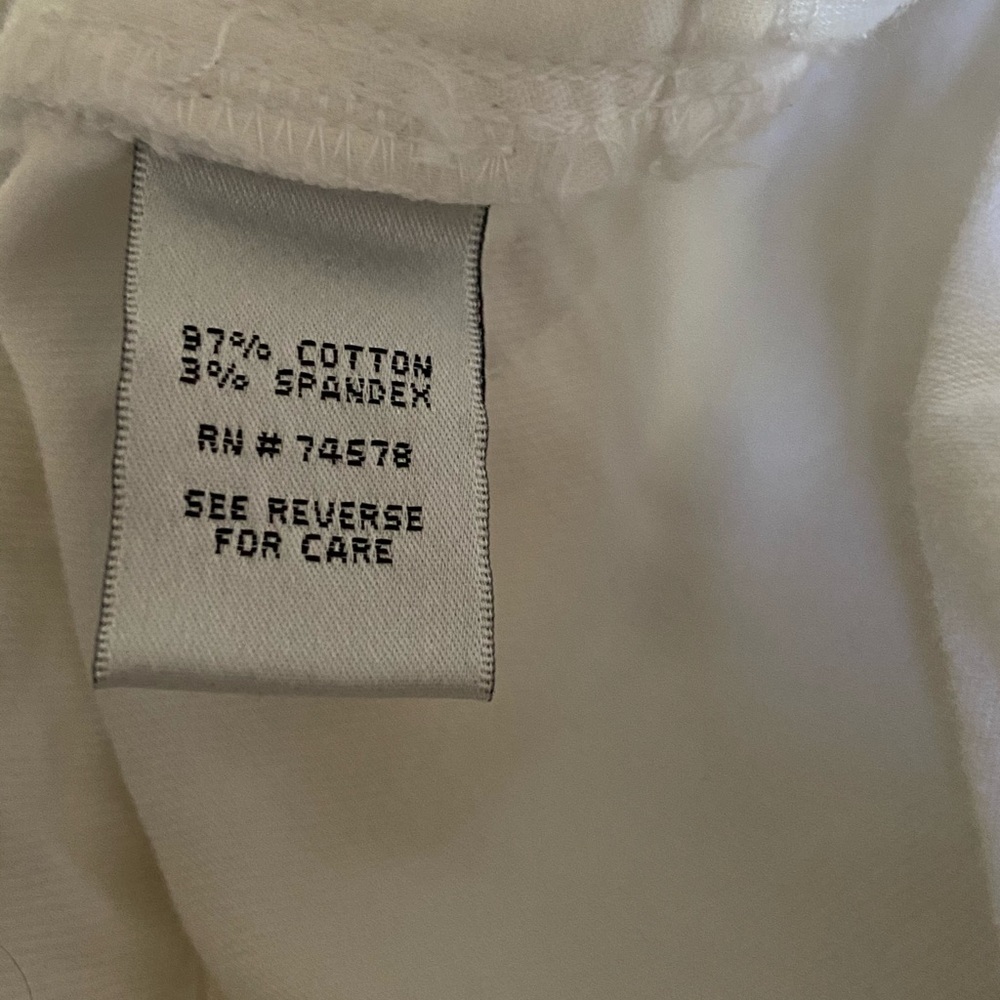 97% COTTON
3% SPANDEX
RN # 74578
SEE REVERSE
FOR CARE